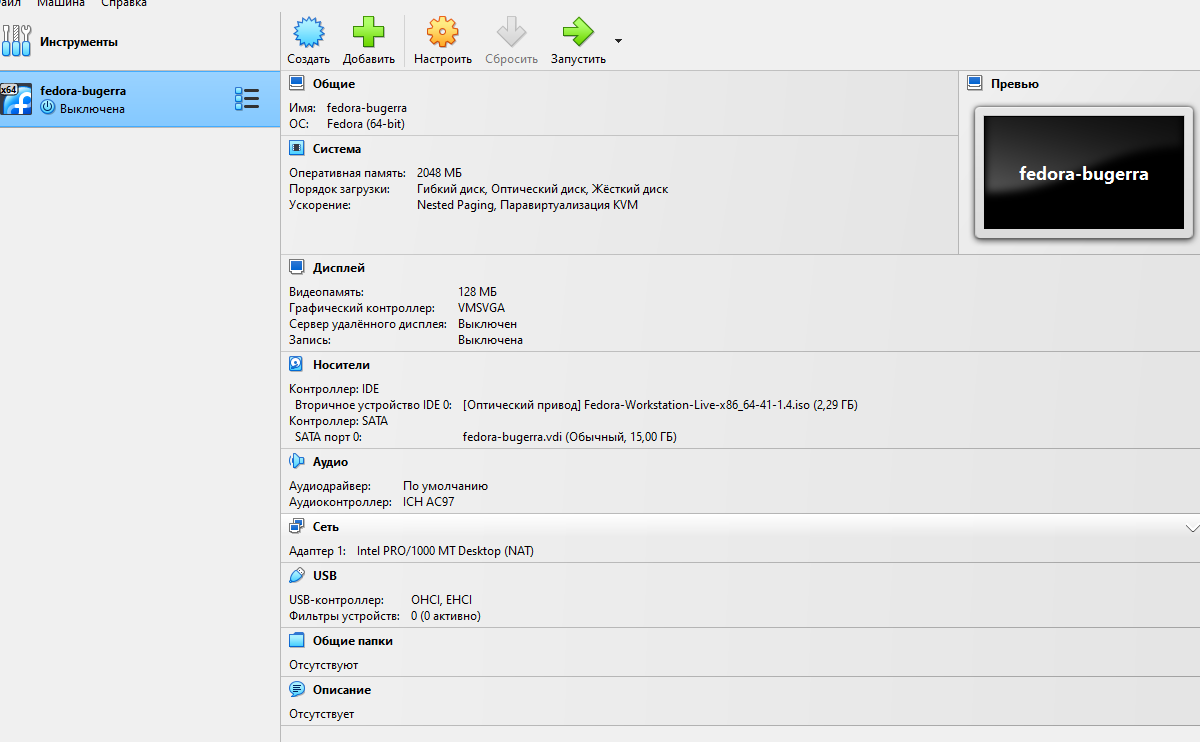 Машина Справка
Инструменты
x64
fedora-bugerra
Выключена
Создать Добавить Настроить Сбросить Запустить
Общие
Имя: fedora-bugerra
ОС: Fedora (64-bit)
Превью
fedora-bugerra
Система
Оперативная память: 2048 МБ
Порядок загрузки: Гибкий диск, Оптический диск, Жёсткий диск
Ускорение: Nested Paging, Паравиртуализация KVM
Дисплей
Видеопамять: 128 МБ
Графический контроллер: VMSVGA
Сервер удалённого дисплея: Выключен
Запись: Выключена
Носители
Контроллер: IDE
Вторичное устройство IDE 0: [Оптический привод] Fedora-Workstation-Live-x86_64-41-1.4.iso (2,29 ГБ)
Контроллер: SATA
SATA порт 0: fedora-bugerra.vdi (Обычный, 15,00 ГБ)
Аудио
Аудиодрайвер: По умолчанию
Аудиоконтроллер: ICH AC97
Сеть
Адаптер 1: Intel PRO/1000 MT Desktop (NAT)
USB
USB-контроллер: OHCI, EHCI
Фильтры устройств: 0 (0 активно)
Общие папки
Отсутствуют
Описание
Отсутствует